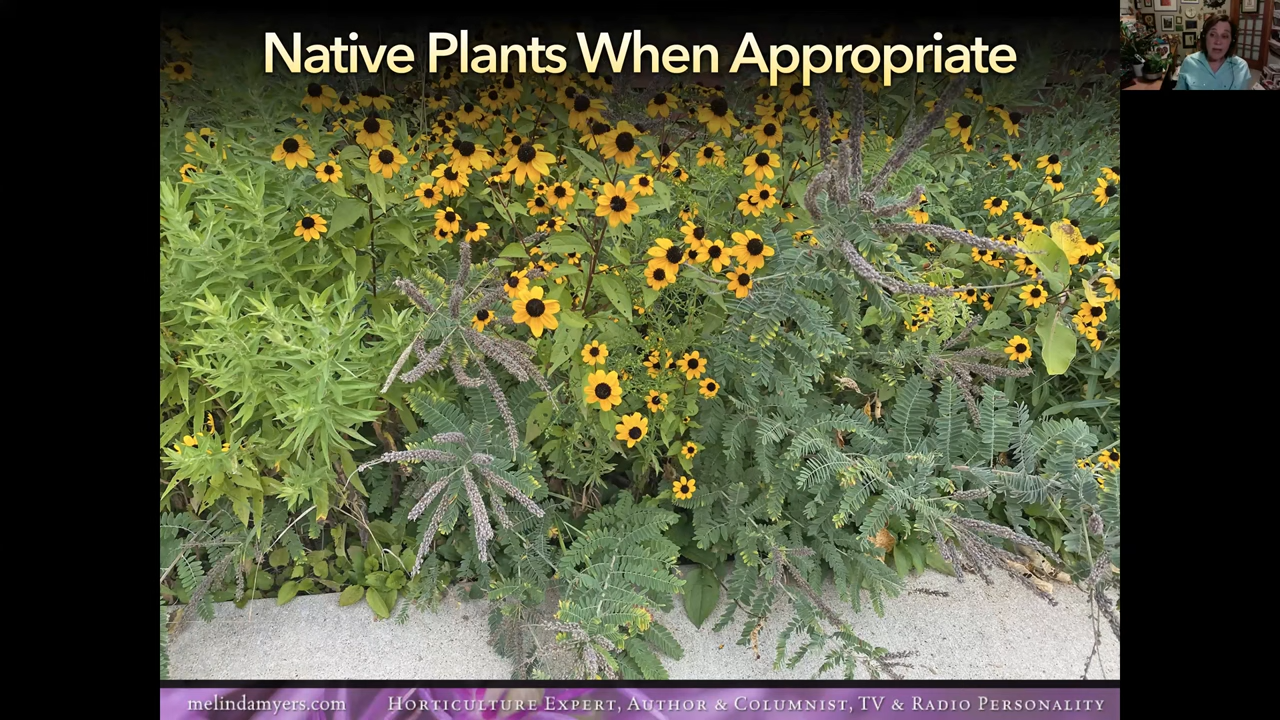 Native Plants When Appropriate
melindamyers.com Horticulture Expert, Author & Columnist, TV & Radio Personality